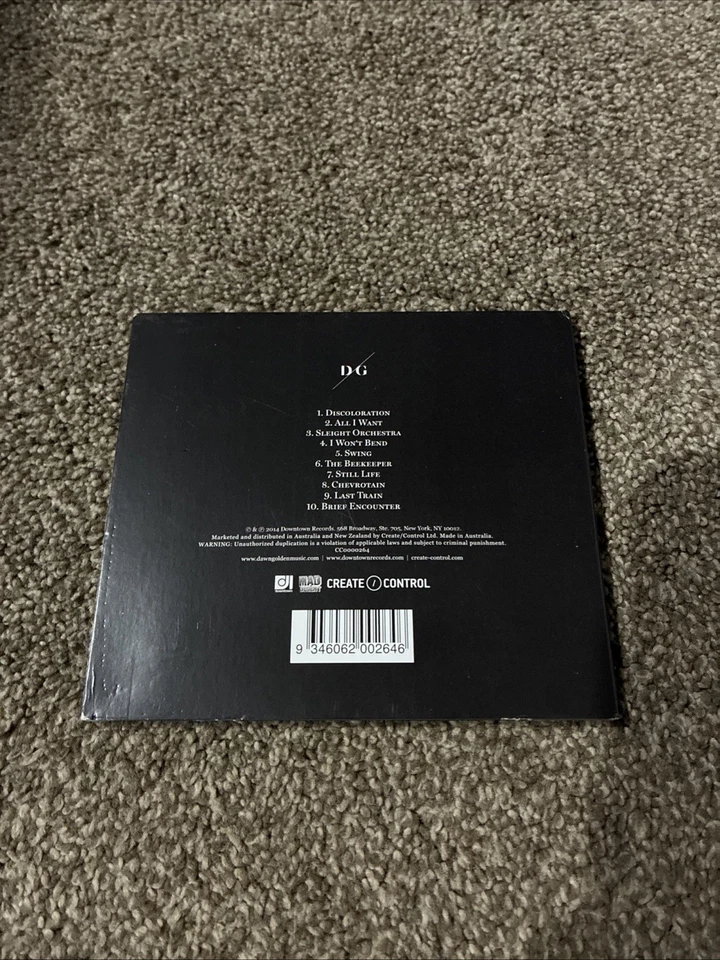 D/G
1. Discoloration
2. All I Want
3. Sleight Orchestra
4. I Won't Bend
5. Swing
6. The Beekeeper
7. Still Life
8. Chevrotain
9. Last Train
10. Brief Encounter
© & ℗ 2014 Downtown Records. 568 Broadway, Ste. 705, New York, NY 10012.
Marketed and distributed in Australia and New Zealand by Create/Control Ltd. Made in Australia.
WARNING: Unauthorized duplication is a violation of applicable laws and subject to criminal punishment.
CC0000264
www.dawngoldenmusic.com | www.downtownrecords.com | create-control.com
MAD CREATE / CONTROL
9 346062 002646